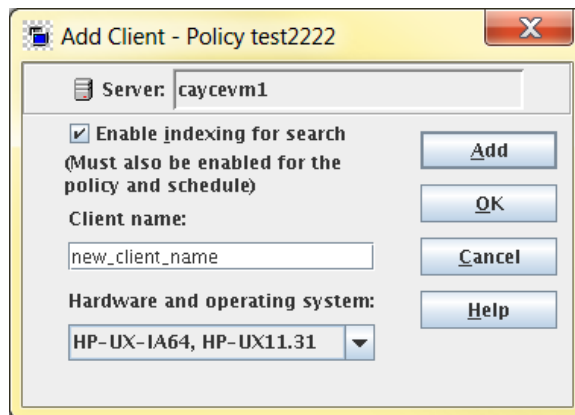 Add Client - Policy test2222
Server: caycevm1
Enable indexing for search
(Must also be enabled for the
policy and schedule)
Client name:
new_client_name
Hardware and operating system:
HP-UX-IA64, HP-UX11.31
Add
OK
Cancel
Help